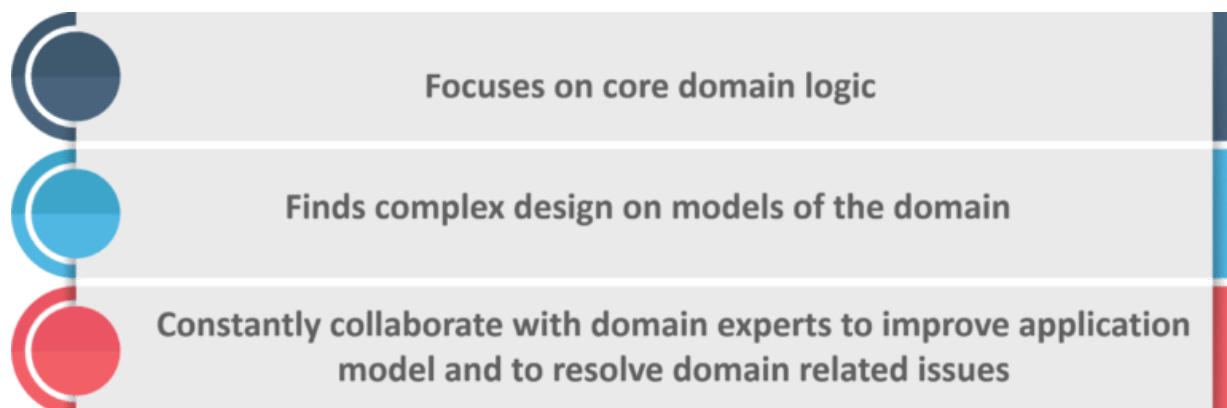 Focuses on core domain logic
Finds complex design on models of the domain
Constantly collaborate with domain experts to improve application
model and to resolve domain related issues